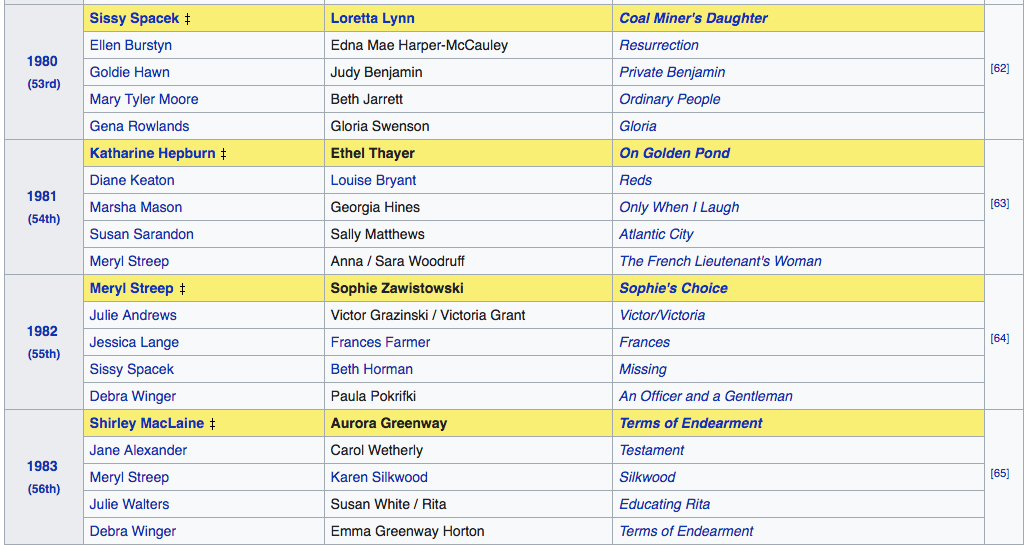 Sissy Spacek ‡ Loretta Lynn Coal Miner's Daughter
Ellen Burstyn Edna Mae Harper-McCauley Resurrection
1980 (53rd) Goldie Hawn Judy Benjamin Private Benjamin [62]
Mary Tyler Moore Beth Jarrett Ordinary People
Gena Rowlands Gloria Swenson Gloria
Katharine Hepburn ‡ Ethel Thayer On Golden Pond
Diane Keaton Louise Bryant Reds
1981 (54th) Marsha Mason Georgia Hines Only When I Laugh [63]
Susan Sarandon Sally Matthews Atlantic City
Meryl Streep Anna / Sara Woodruff The French Lieutenant's Woman
Meryl Streep ‡ Sophie Zawistowski Sophie's Choice
Julie Andrews Victor Grazinski / Victoria Grant Victor/Victoria
1982 (55th) Jessica Lange Frances Farmer Frances [64]
Sissy Spacek Beth Horman Missing
Debra Winger Paula Pokrifki An Officer and a Gentleman
Shirley MacLaine ‡ Aurora Greenway Terms of Endearment
Jane Alexander Carol Wetherly Testament
1983 (56th) Meryl Streep Karen Silkwood Silkwood [65]
Julie Walters Susan White / Rita Educating Rita
Debra Winger Emma Greenway Horton Terms of Endearment